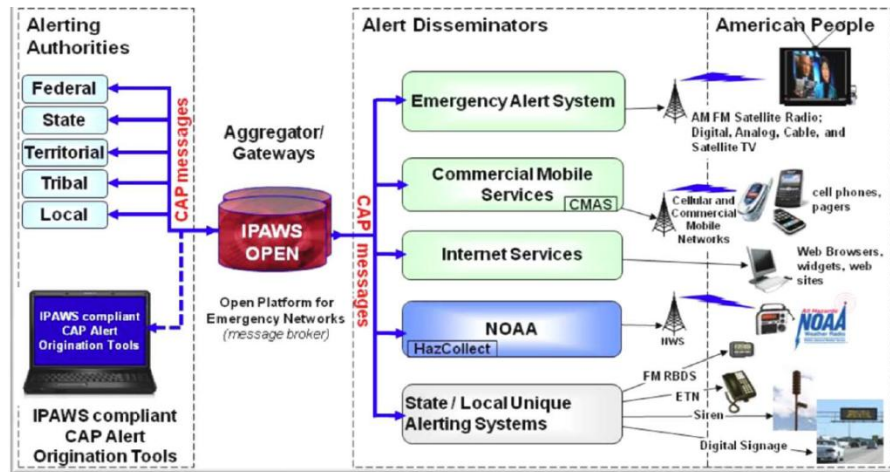 Alerting
Authorities
Federal
State
Territorial
Tribal
Local
CAP messages
IPAWS compliant
CAP Alert
Origination Tools
IPAWS compliant
CAP Alert
Origination Tools
Aggregator/
Gateways
IPAWS
OPEN
Open Platform for
Emergency Networks
(message broker)
CAP messages
Alert Disseminators
Emergency Alert System
Commercial Mobile
Services
CMAS
Internet Services
NOAA
HazCollect
State / Local Unique
Alerting Systems
American People
AM FM Satellite Radio;
Digital, Analog, Cable, and
Satellite TV
Cellular and
Commercial
Mobile
Networks
cell phones,
pagers
Web Browsers,
widgets, web
sites
NWS
All Hazards
NOAA
Weather Radio
FM RBDS
ETN
Siren
Digital Signage